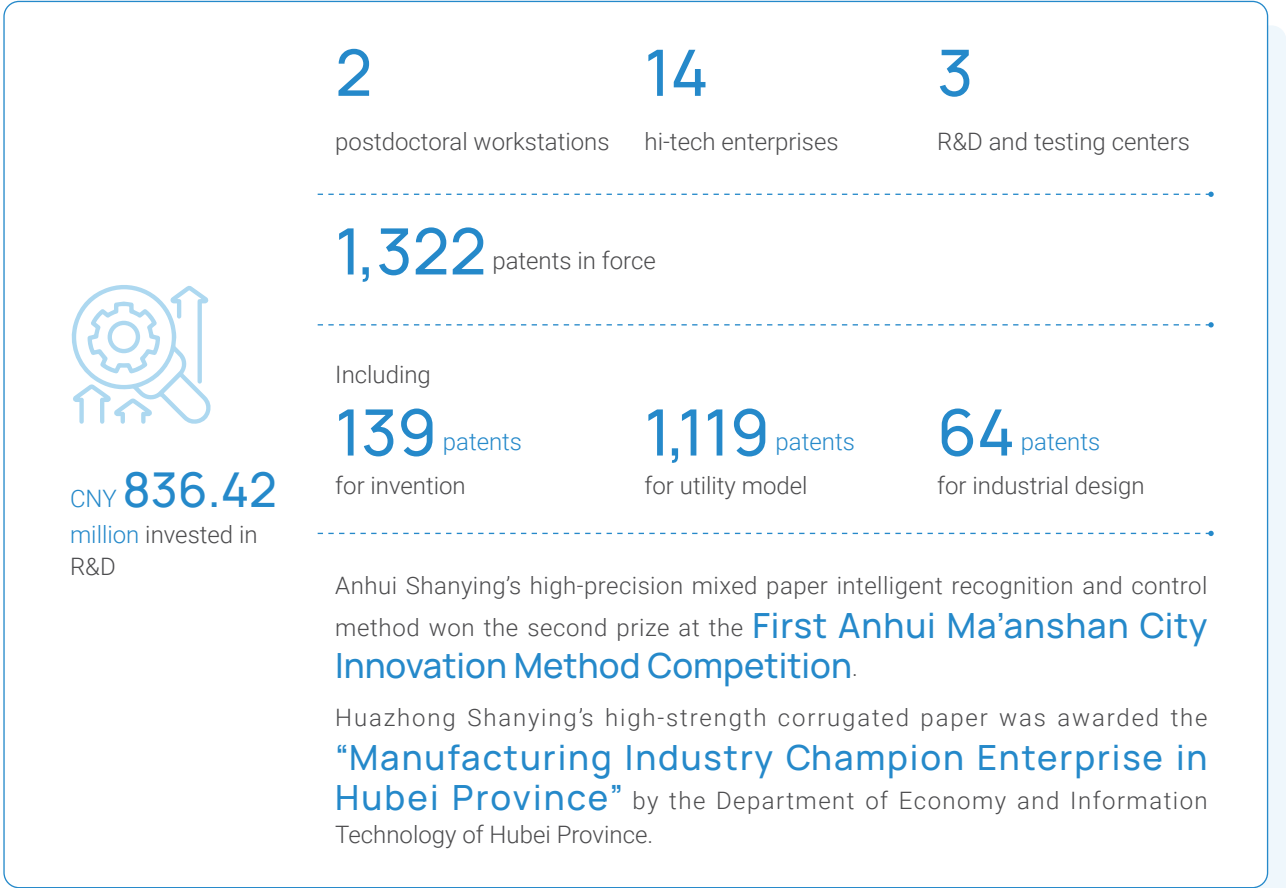 2 14 3
postdoctoral workstations hi-tech enterprises R&D and testing centers
1,322 patents in force
CNY 836.42
million invested in
R&D
Including
139 patents 1,119 patents 64 patents
for invention for utility model for industrial design
Anhui Shanying’s high-precision mixed paper intelligent recognition and control
method won the second prize at the First Anhui Ma’anshan City
Innovation Method Competition.
Huazhong Shanying’s high-strength corrugated paper was awarded the
“Manufacturing Industry Champion Enterprise in
Hubei Province” by the Department of Economy and Information
Technology of Hubei Province.